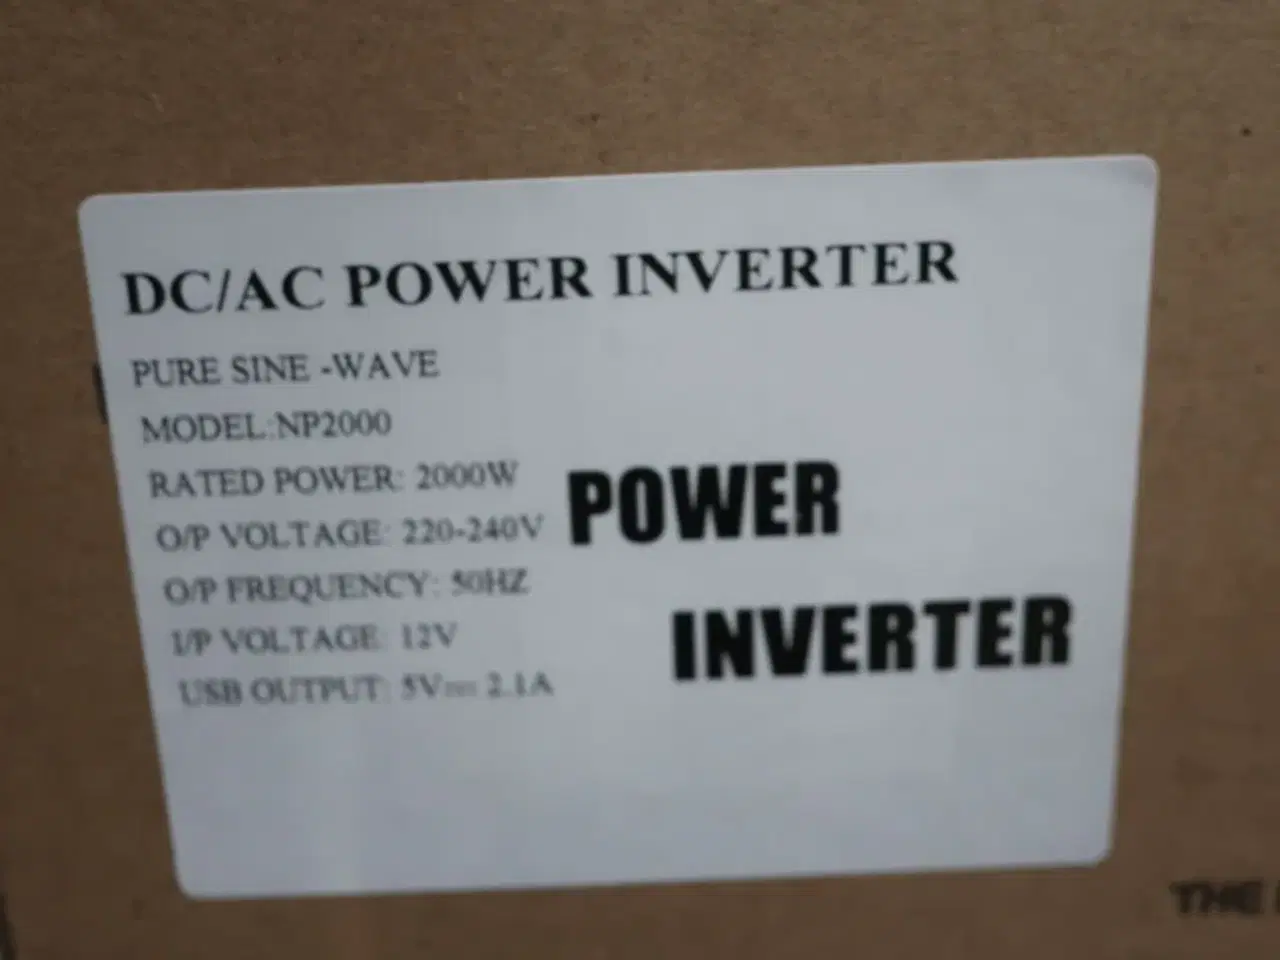 DC/AC POWER INVERTER
PURE SINE -WAVE
MODEL:NP2000
RATED POWER: 2000W
O/P VOLTAGE: 220-240V
O/P FREQUENCY: 50HZ
I/P VOLTAGE: 12V
USB OUTPUT: 5V⎓2.1A
POWER
INVERTER
THE